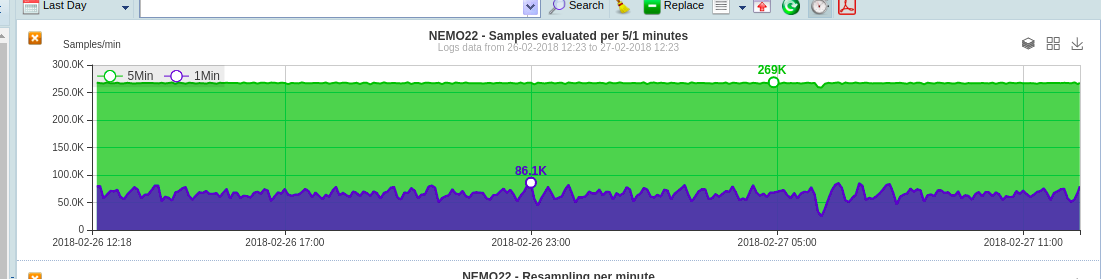 Last Day
Search
Replace
NEMO22 - Samples evaluated per 5/1 minutes
Logs data from 26-02-2018 12:23 to 27-02-2018 12:23
Samples/min
5Min
1Min
300.0K
250.0K
200.0K
150.0K
100.0K
50.0K
0
269K
86.1K
2018-02-26 12:18
2018-02-26 17:00
2018-02-26 23:00
2018-02-27 05:00
2018-02-27 11:00
NEMO22 - Resampling per minute